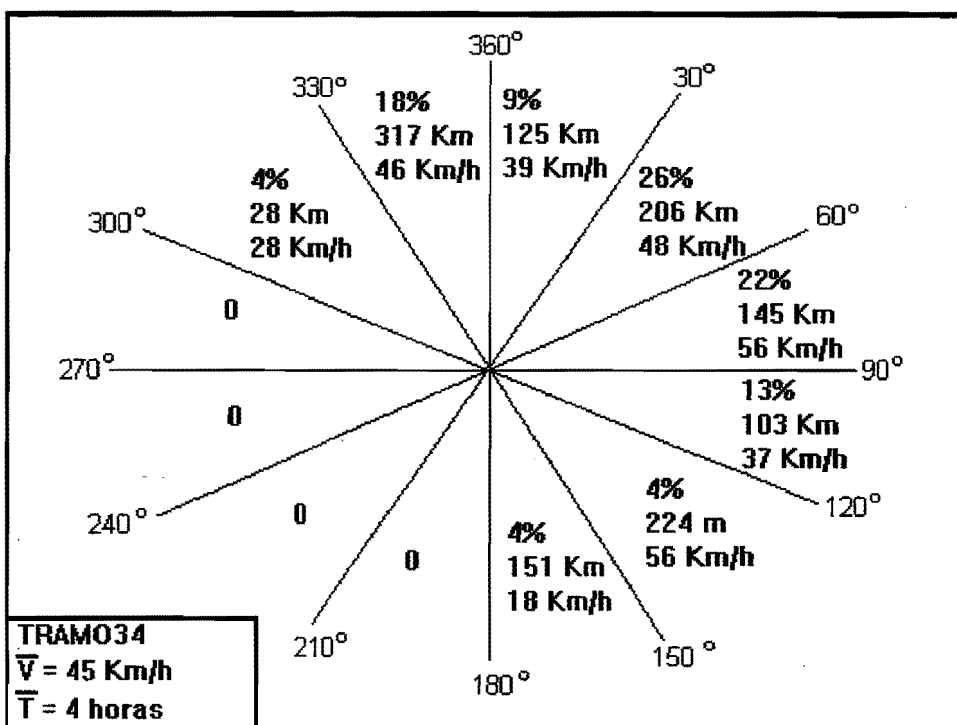 360°
330°
30°
18%
317 Km
46 Km/h
9%
125 Km
39 Km/h
4%
28 Km
28 Km/h
26%
206 Km
48 Km/h
300°
60°
22%
145 Km
56 Km/h
0
270°
90°
13%
103 Km
37 Km/h
0
4%
224 m
56 Km/h
120°
240°
0
4%
151 Km
18 Km/h
0
210°
150°
180°
TRAMO34
V̅ = 45 Km/h
T̅ = 4 horas